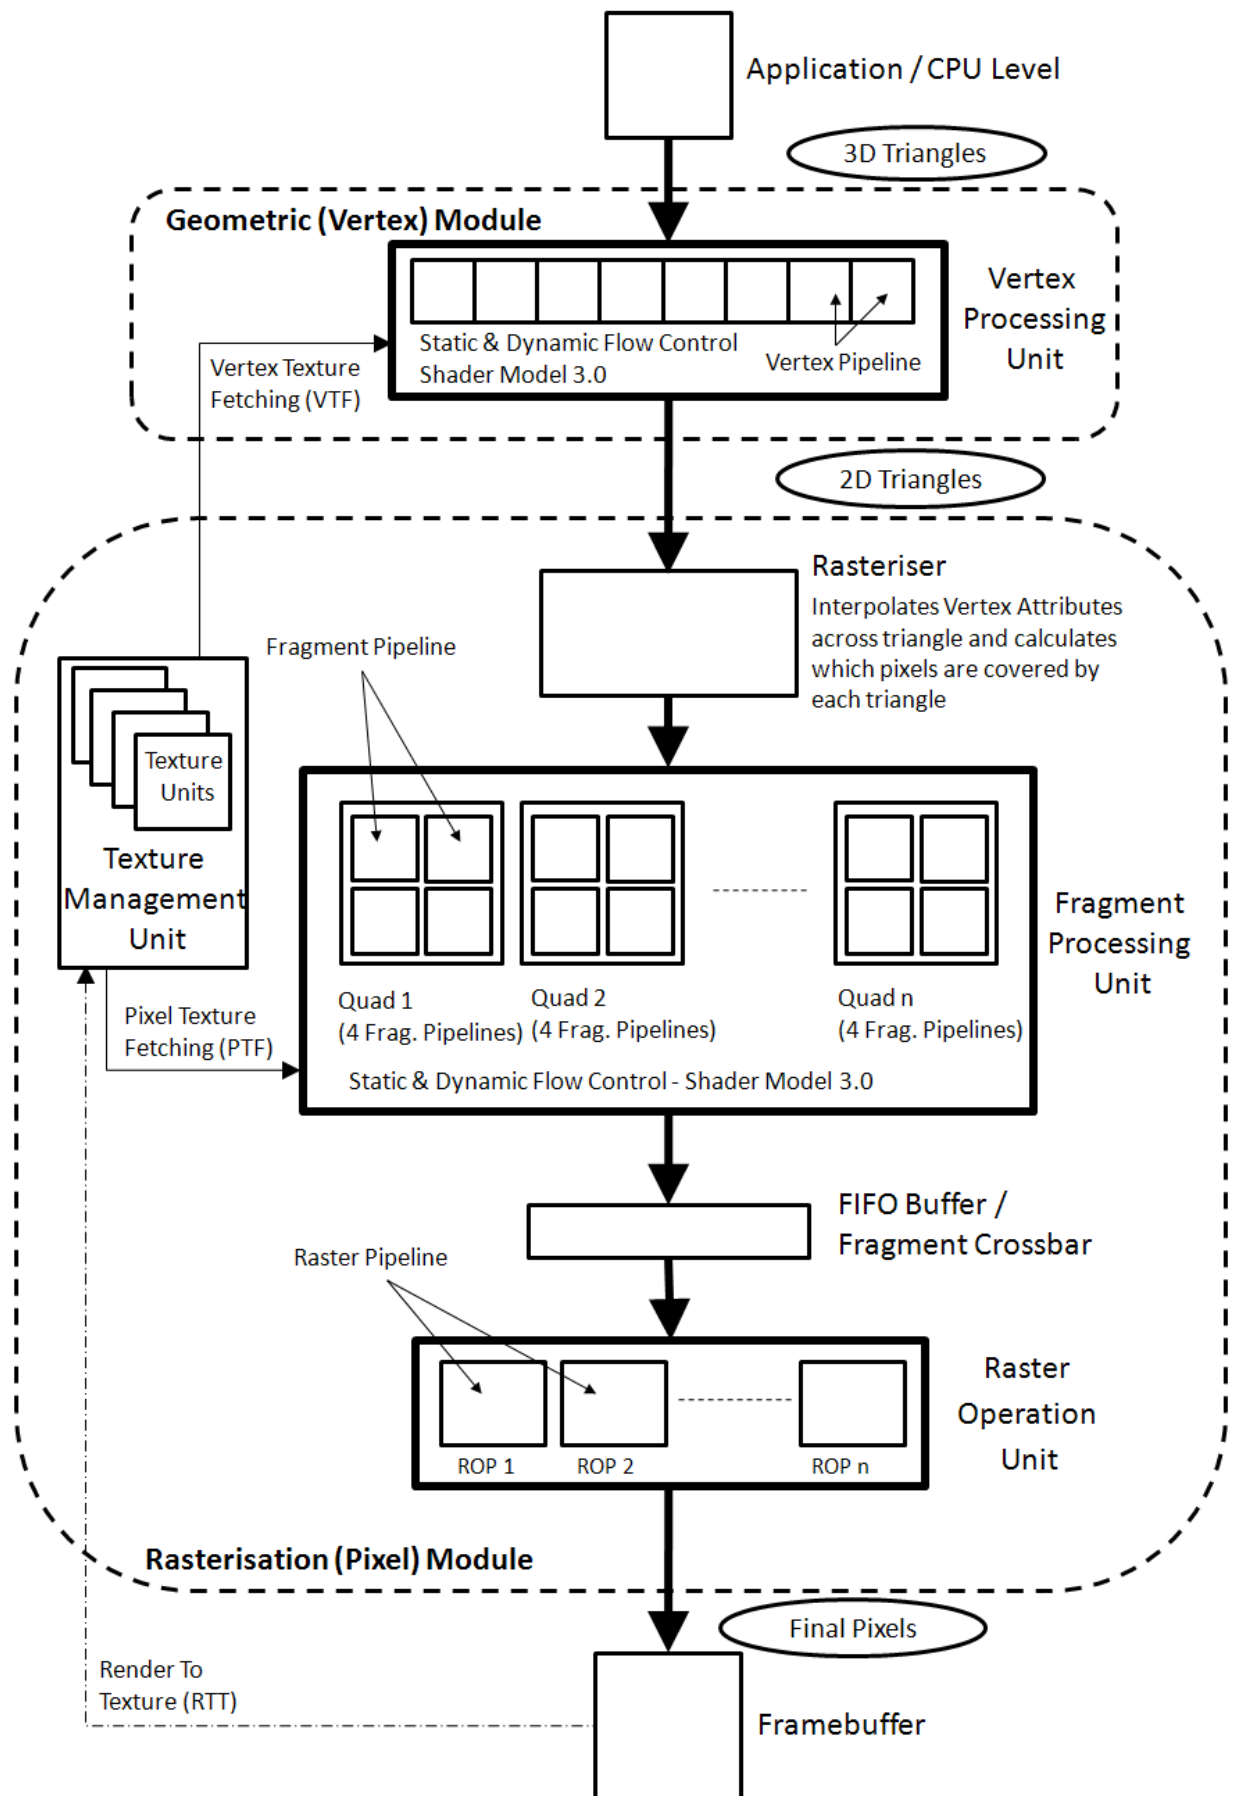 Application / CPU Level
3D Triangles
Geometric (Vertex) Module
Vertex
Processing
Unit
Static & Dynamic Flow Control
Shader Model 3.0
Vertex Pipeline
Vertex Texture
Fetching (VTF)
2D Triangles
Rasteriser
Interpolates Vertex Attributes
across triangle and calculates
which pixels are covered by
each triangle
Fragment Pipeline
Texture
Units
Texture
Management
Unit
Fragment
Processing
Unit
Quad 1
(4 Frag. Pipelines)
Quad 2
(4 Frag. Pipelines)
Quad n
(4 Frag. Pipelines)
Pixel Texture
Fetching (PTF)
Static & Dynamic Flow Control - Shader Model 3.0
FIFO Buffer /
Fragment Crossbar
Raster Pipeline
Raster
Operation
Unit
ROP 1
ROP 2
ROP n
Rasterisation (Pixel) Module
Final Pixels
Render To
Texture (RTT)
Framebuffer